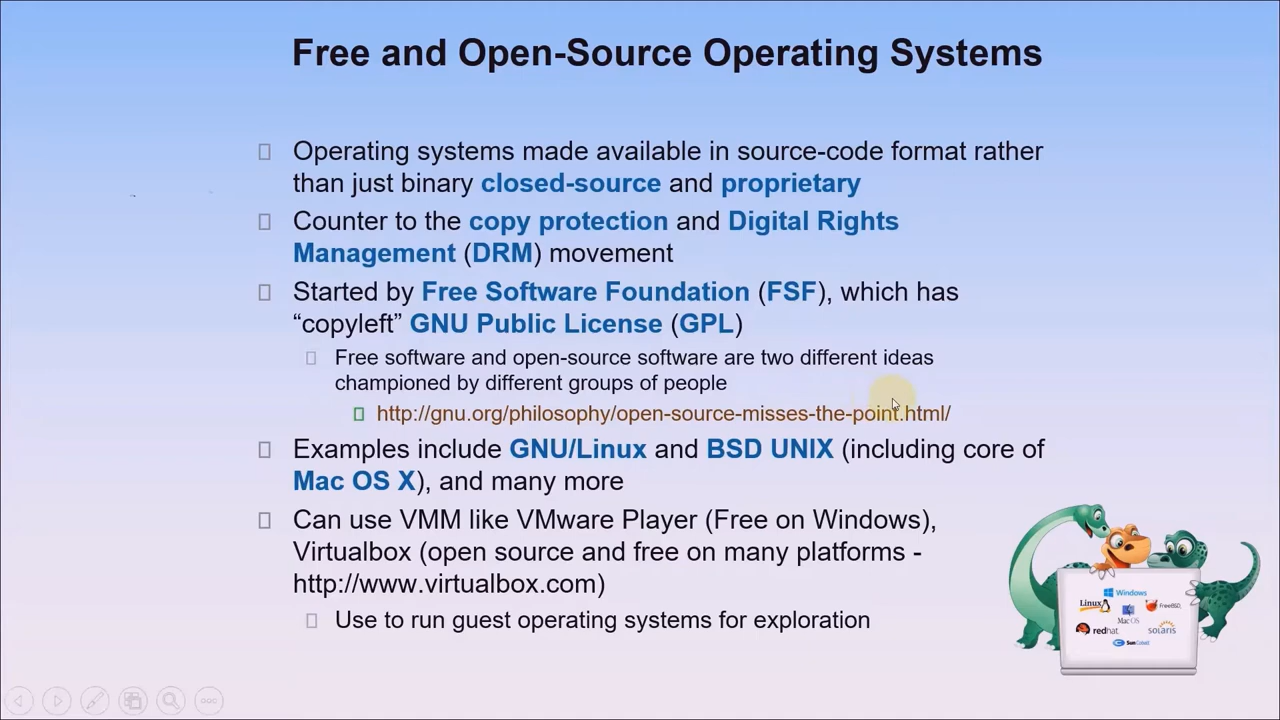 Free and Open-Source Operating Systems
Operating systems made available in source-code format rather
than just binary closed-source and proprietary
Counter to the copy protection and Digital Rights
Management (DRM) movement
Started by Free Software Foundation (FSF), which has
“copyleft” GNU Public License (GPL)
Free software and open-source software are two different ideas
championed by different groups of people
http://gnu.org/philosophy/open-source-misses-the-point.html/
Examples include GNU/Linux and BSD UNIX (including core of
Mac OS X), and many more
Can use VMM like VMware Player (Free on Windows),
Virtualbox (open source and free on many platforms -
http://www.virtualbox.com)
Use to run guest operating systems for exploration
Windows
Linux
FreeBSD
Mac OS
redhat
solaris